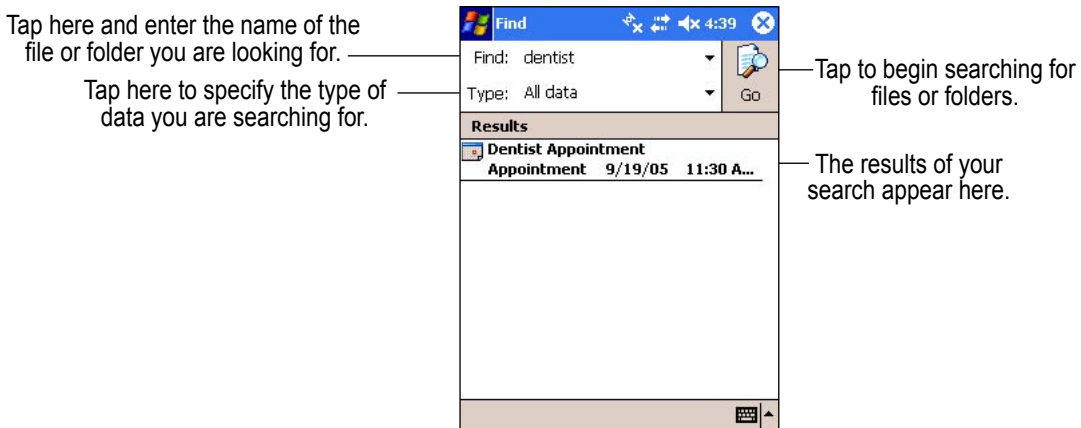 Tap here and enter the name of the
file or folder you are looking for.
Tap here to specify the type of
data you are searching for.
Find 4:39
Find: dentist
Type: All data
Go
Results
Dentist Appointment
Appointment 9/19/05 11:30 A...
Tap to begin searching for
files or folders.
The results of your
search appear here.